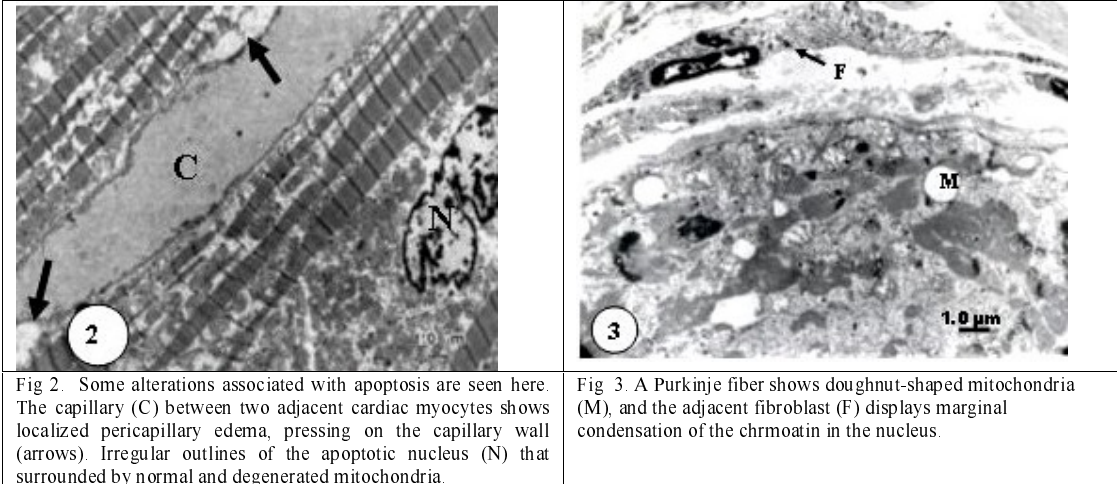 C
N
2
F
M
3
1.0 µm
Fig 2. Some alterations associated with apoptosis are seen here.
The capillary (C) between two adjacent cardiac myocytes shows
localized pericapillary edema, pressing on the capillary wall
(arrows). Irregular outlines of the apoptotic nucleus (N) that
surrounded by normal and degenerated mitochondria.
Fig 3. A Purkinje fiber shows doughnut-shaped mitochondria
(M), and the adjacent fibroblast (F) displays marginal
condensation of the chrmoatin in the nucleus.